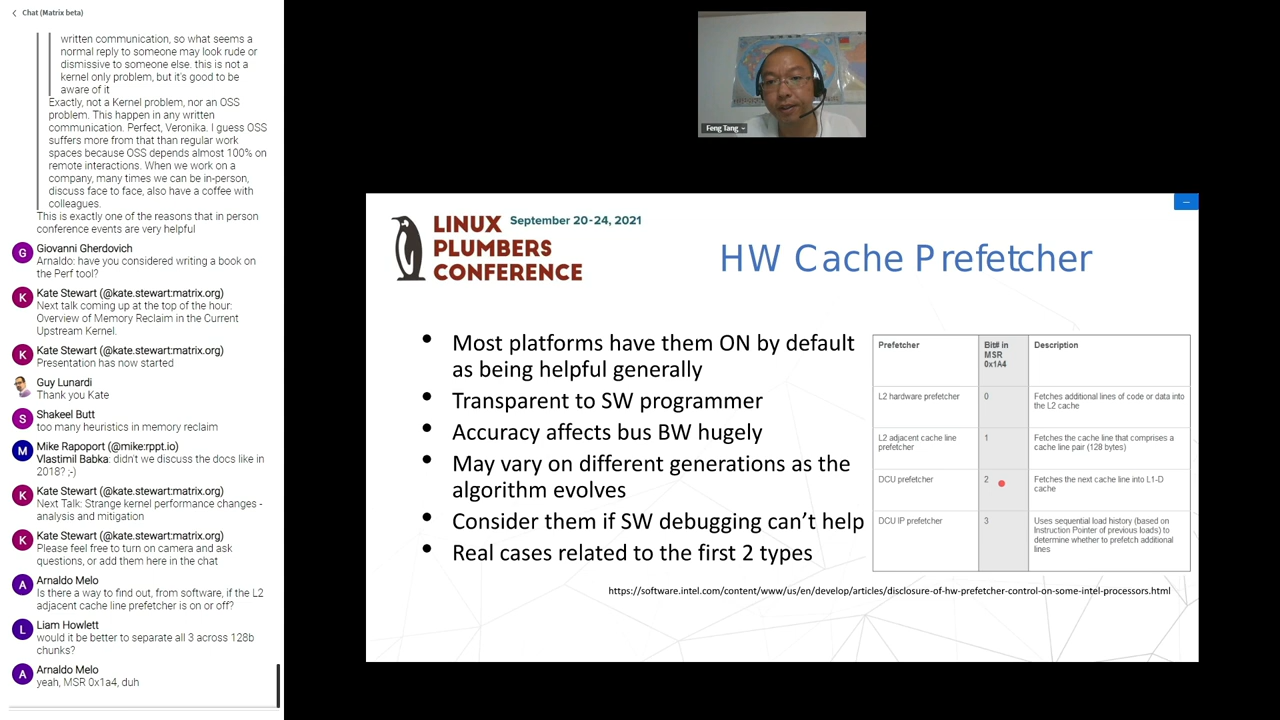 Chat (Matrix beta)
written communication, so what seems a
normal reply to someone may look rude or
dismissive to someone else. this is not a
kernel only problem, but it's good to be
aware of it
Exactly, not a Kernel problem, nor an OSS
problem. This happen in any written
communication. Perfect, Veronika. I guess OSS
suffers more from that than regular work
spaces because OSS depends almost 100% on
remote interactions. When we work on a
company, many times we can be in-person,
discuss face to face, also have a coffee with
colleagues.
This is exactly one of the reasons that in person
conference events are very helpful
G
Giovanni Gherdovich
Arnaldo: have you considered writing a book on
the Perf tool?
K
Kate Stewart (@kate.stewart:matrix.org)
Next talk coming up at the top of the hour:
Overview of Memory Reclaim in the Current
Upstream Kernel.
K
Kate Stewart (@kate.stewart:matrix.org)
Presentation has now started
Guy Lunardi
Thank you Kate
S
Shakeel Butt
too many heuristics in memory reclaim
M
Mike Rapoport (@mike:rppt.io)
Vlastimil Babka: didn't we discuss the docs like in
2018? ;-)
K
Kate Stewart (@kate.stewart:matrix.org)
Next Talk: Strange kernel performance changes -
analysis and mitigation
K
Kate Stewart (@kate.stewart:matrix.org)
Please feel free to turn on camera and ask
questions, or add them here in the chat
A
Arnaldo Melo
Is there a way to find out, from software, if the L2
adjacent cache line prefetcher is on or off?
L
Liam Howlett
would it be better to separate all 3 across 128b
chunks?
A
Arnaldo Melo
yeah, MSR 0x1a4, duh
Feng Tang
LINUX
PLUMBERS
CONFERENCE
September 20-24, 2021
HW Cache Prefetcher
• Most platforms have them ON by default
as being helpful generally
• Transparent to SW programmer
• Accuracy affects bus BW hugely
• May vary on different generations as the
algorithm evolves
• Consider them if SW debugging can't help
• Real cases related to the first 2 types
Prefetcher
Bit# in
MSR
0x1A4
Description
L2 hardware prefetcher
0
Fetches additional lines of code or data into
the L2 cache
L2 adjacent cache line
prefetcher
1
Fetches the cache line that comprises a
cache line pair (128 bytes)
DCU prefetcher
2
Fetches the next cache line into L1-D
cache
DCU IP prefetcher
3
Uses sequential load history (based on
Instruction Pointer of previous loads) to
determine whether to prefetch additional
lines
https://software.intel.com/content/www/us/en/develop/articles/disclosure-of-hw-prefetcher-control-on-some-intel-processors.html